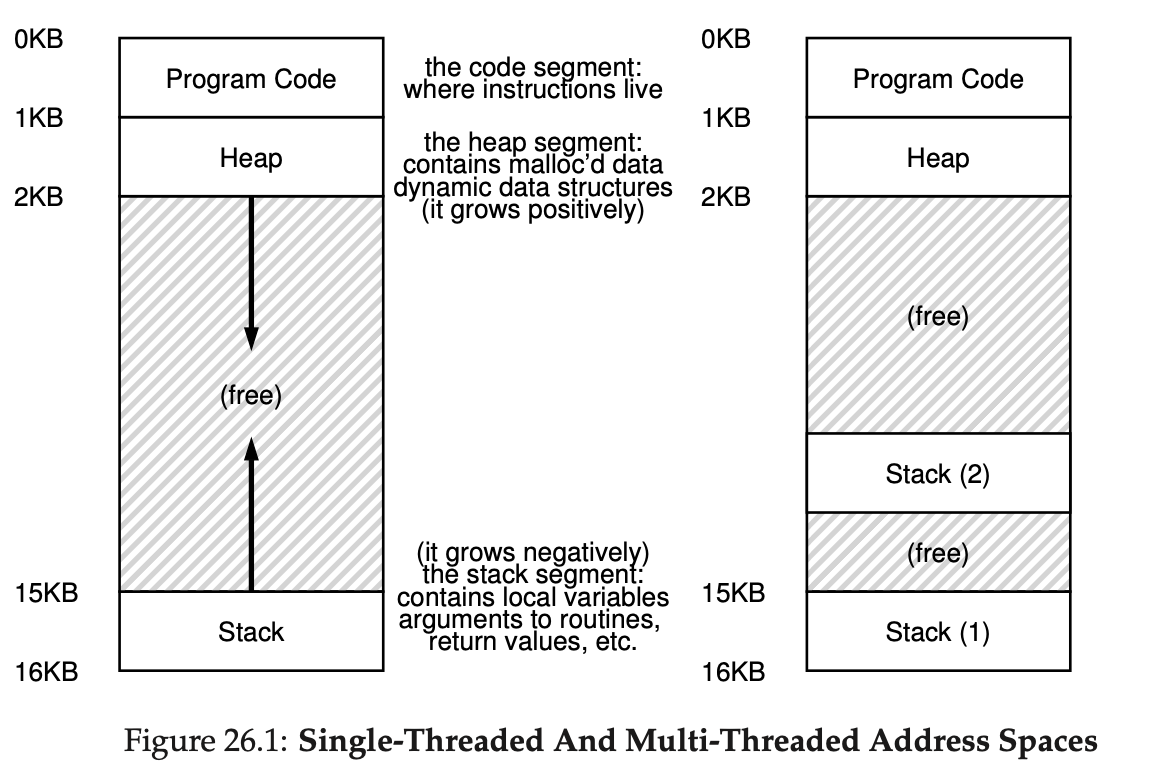 0KB
Program Code
the code segment:
where instructions live
1KB
Heap
the heap segment:
contains malloc'd data
dynamic data structures
(it grows positively)
2KB
(free)
(it grows negatively)
the stack segment:
contains local variables
arguments to routines,
return values, etc.
15KB
Stack
16KB
0KB
Program Code
1KB
Heap
2KB
(free)
Stack (2)
(free)
15KB
Stack (1)
16KB
Figure 26.1: Single-Threaded And Multi-Threaded Address Spaces